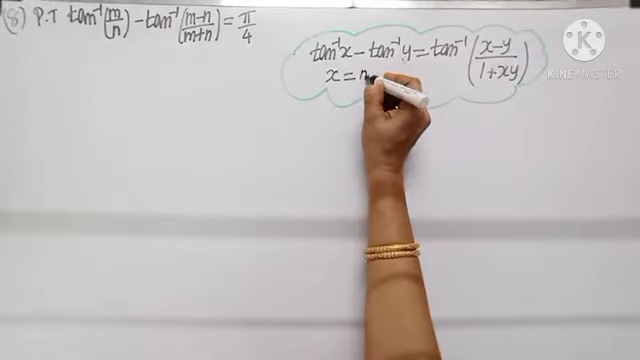 (8) P.T tan⁻¹(m/n) - tan⁻¹(m-n/m+n) = π/4
tan⁻¹x - tan⁻¹y = tan⁻¹(x-y/1+xy)
x =
K
KINEMASTER